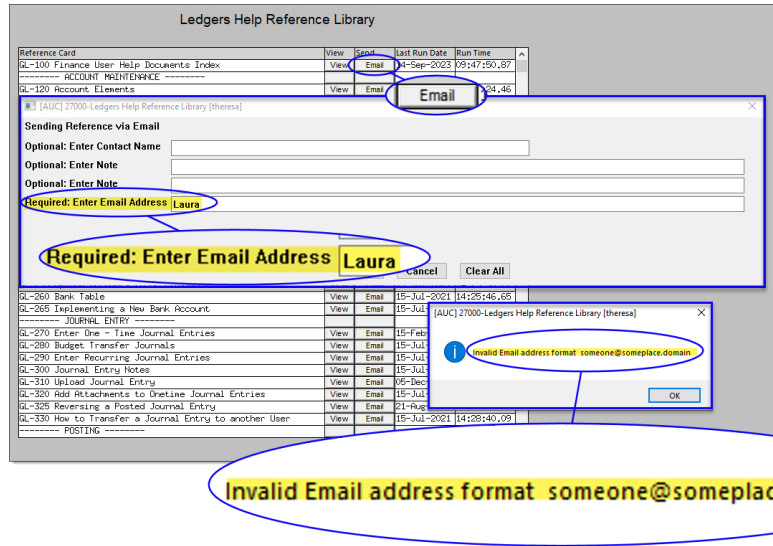 Ledgers Help Reference Library
Reference Card View Send Last Run Date Run Time
GL-100 Finance User Help Documents Index View Email 14-Sep-2023 09:47:50.87
-------- ACCOUNT MAINTENANCE --------
GL-120 Account Elements View Email 24.46
Email
[AUC] 27000-Ledgers Help Reference Library [theresa]
Sending Reference via Email
Optional: Enter Contact Name
Optional: Enter Note
Optional: Enter Note
Required: Enter Email Address Laura
Required: Enter Email Address Laura
Cancel Clear All
GL-260 Bank Table View Email 15-Jul-2021 14:25:46.65
GL-265 Implementing a New Bank Account View Email 15-Jul
-------- JOURNAL ENTRY --------
GL-270 Enter One - Time Journal Entries View Email 15-Feb
GL-280 Budget Transfer Journals View Email 15-Jul
GL-290 Enter Recurring Journal Entries View Email 15-Jul
GL-300 Journal Entry Notes View Email 15-Jul
GL-310 Upload Journal Entry View Email 05-Dec
GL-320 Add Attachments to Onetime Journal Entries View Email 15-Jul
GL-325 Reversing a Posted Journal Entry View Email 21-Aug
GL-330 How to Transfer a Journal Entry to another User View Email 15-Jul-2021 14:28:40.09
-------- POSTING --------
[AUC] 27000-Ledgers Help Reference Library [theresa]
Invalid Email address format someone@someplace.domain
OK
Invalid Email address format someone@someplac